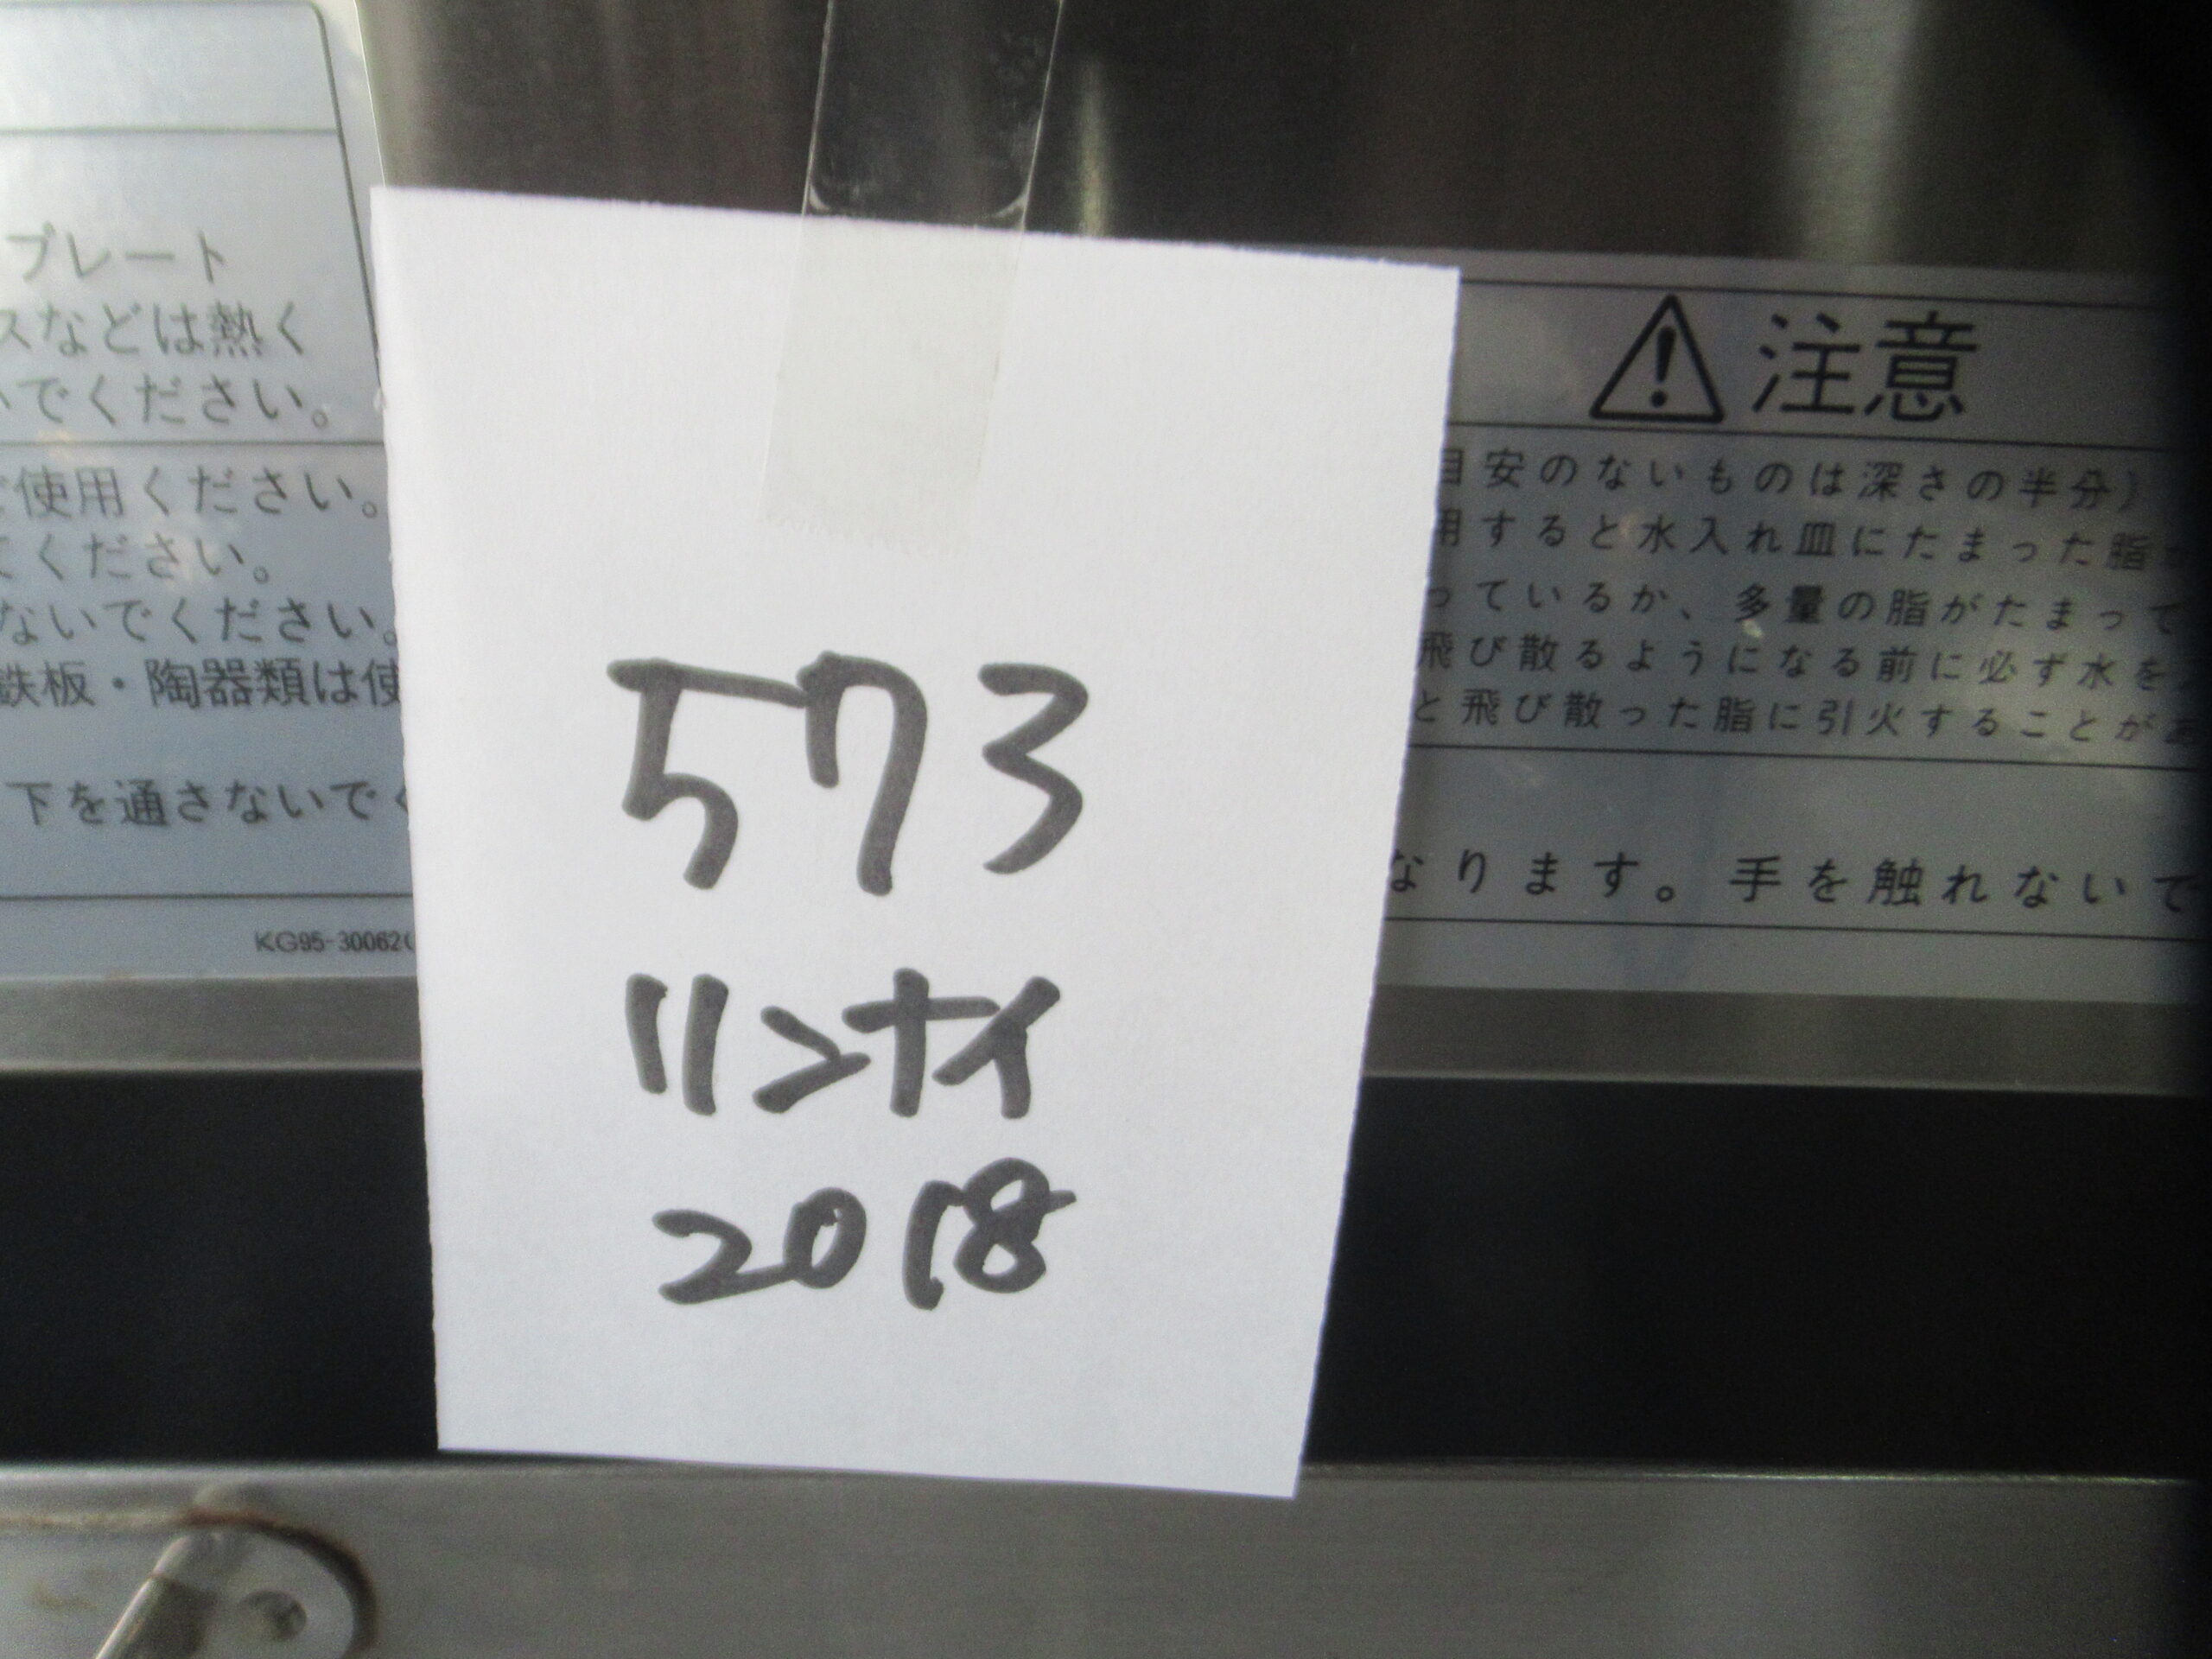 プレート
スなどは熱く
いでください。
ご使用ください。
てください。
ないでください。
鉄板・陶器類は使
下を通さないでく
KG95-30062
573
リンナイ
2018
⚠注意
目安のないものは深さの半分)
用すると水入れ皿にたまった脂
っているか、多量の脂がたまって
飛び散るようになる前に必ず水を
と飛び散った脂に引火することがあ
なります。手を触れないで